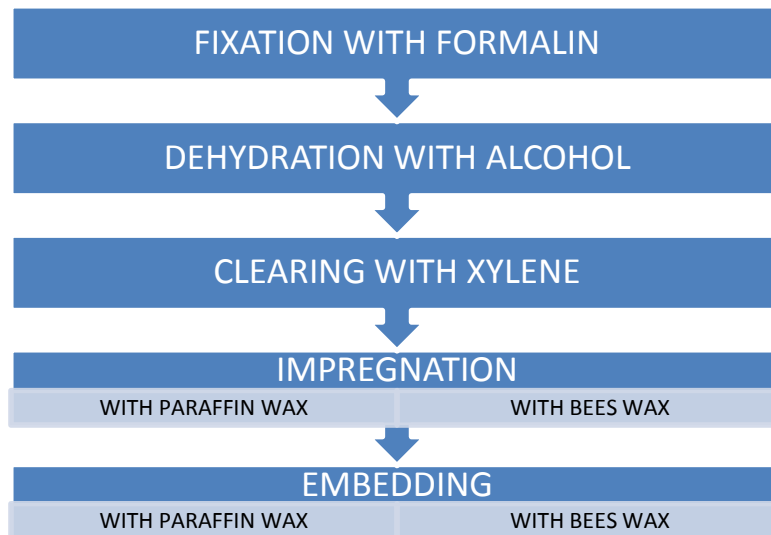 FIXATION WITH FORMALIN
DEHYDRATION WITH ALCOHOL
CLEARING WITH XYLENE
IMPREGNATION
WITH PARAFFIN WAX
WITH BEES WAX
EMBEDDING
WITH PARAFFIN WAX
WITH BEES WAX